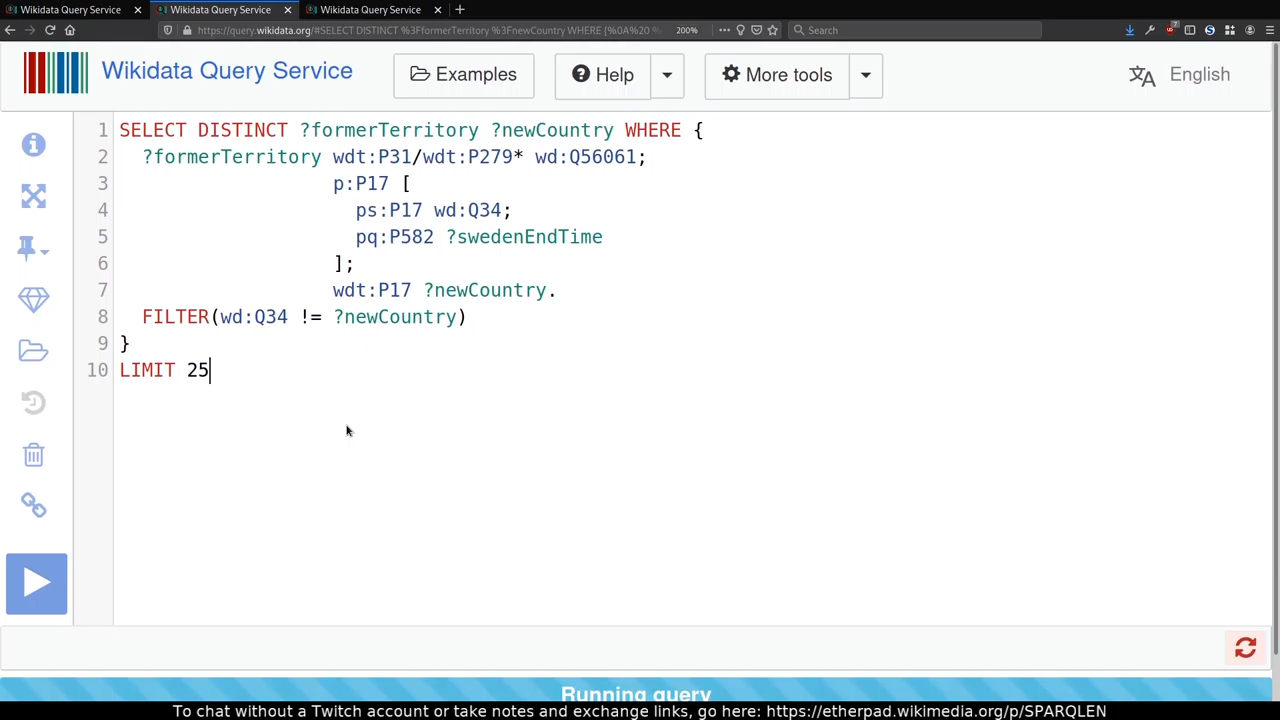 Wikidata Query Service
Wikidata Query Service
Wikidata Query Service
https://query.wikidata.org/#SELECT DISTINCT %3FformerTerritory %3FnewCountry WHERE {%0A%20 %
200%
Search
7
Wikidata Query Service
Examples
Help
More tools
English
1 SELECT DISTINCT ?formerTerritory ?newCountry WHERE {
2 ?formerTerritory wdt:P31/wdt:P279* wd:Q56061;
3 p:P17 [
4 ps:P17 wd:Q34;
5 pq:P582 ?swedenEndTime
6 ];
7 wdt:P17 ?newCountry.
8 FILTER(wd:Q34 != ?newCountry)
9 }
10 LIMIT 25
Running query
To chat without a Twitch account or take notes and exchange links, go here: https://etherpad.wikimedia.org/p/SPARQLEN